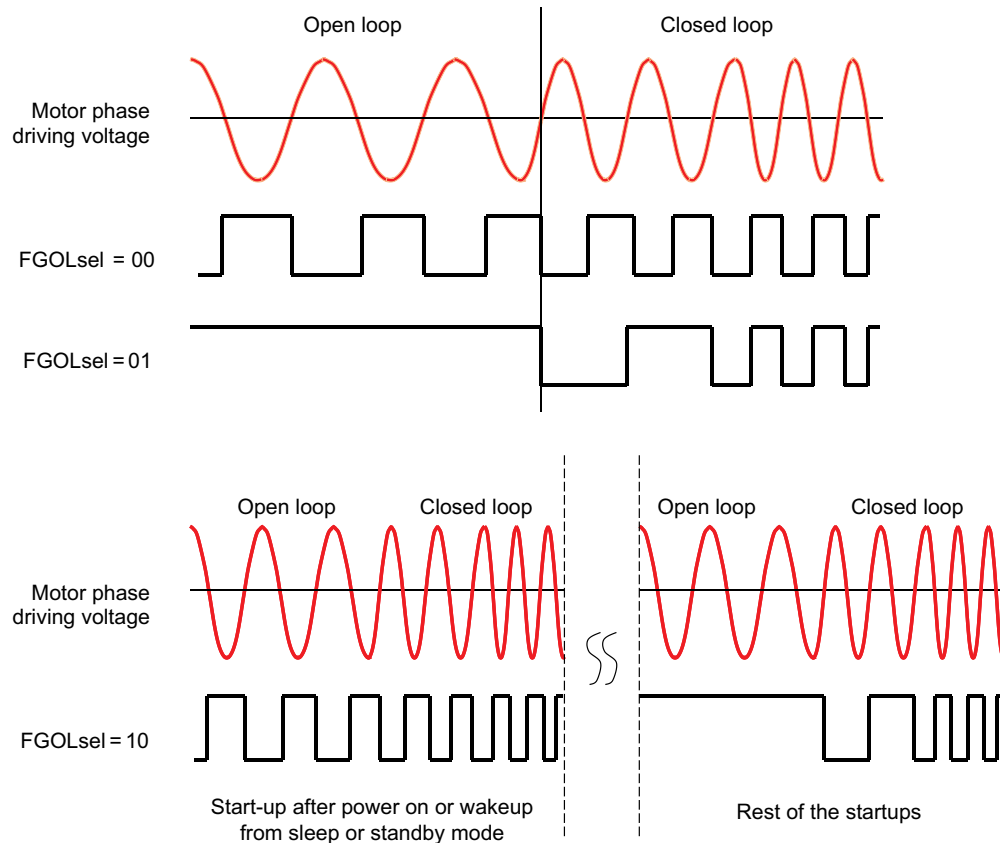 Open loop
Closed loop
Motor phase
driving voltage
FGOLsel = 00
FGOLsel = 01
Open loop
Closed loop
Open loop
Closed loop
Motor phase
driving voltage
FGOLsel = 10
Start-up after power on or wakeup
from sleep or standby mode
Rest of the startups